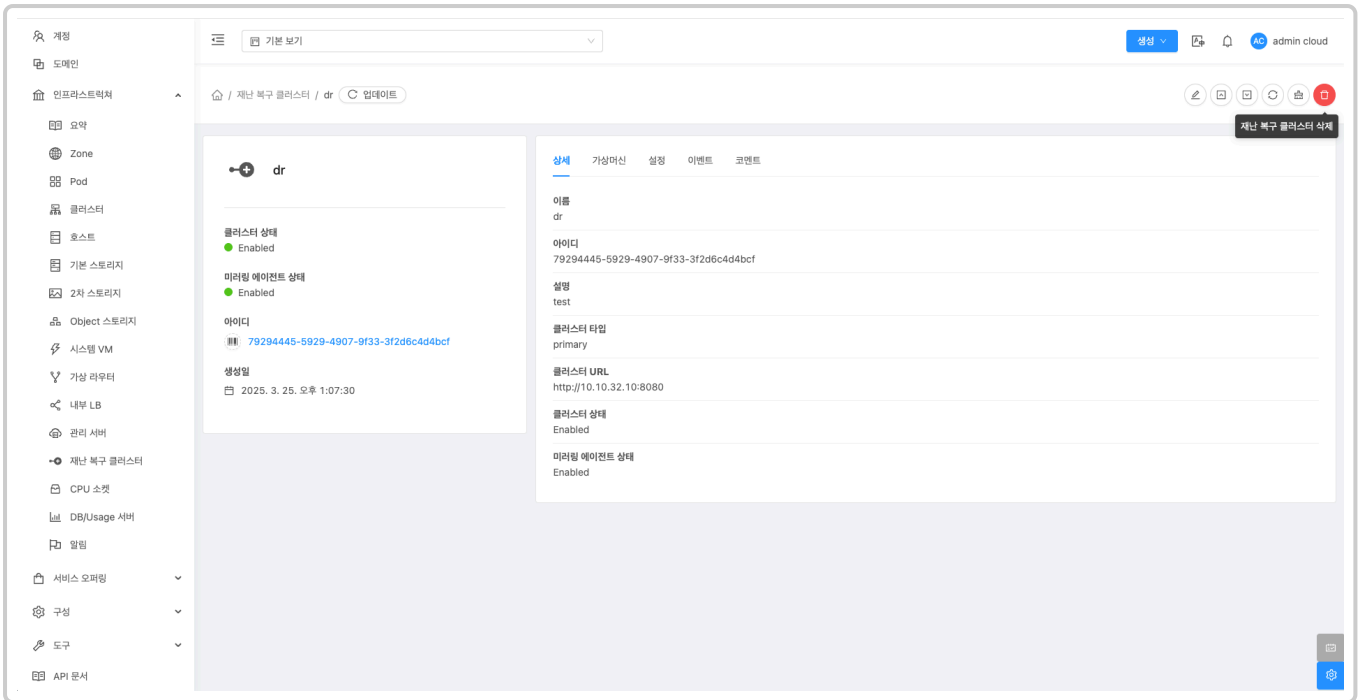 계정
도메인
인프라스트럭쳐
요약
Zone
Pod
클러스터
호스트
기본 스토리지
2차 스토리지
Object 스토리지
시스템 VM
가상 라우터
내부 LB
관리 서버
재난 복구 클러스터
CPU 소켓
DB/Usage 서버
알림
서비스 오퍼링
구성
도구
API 문서
기본 보기
생성
AC admin cloud
/ 재난 복구 클러스터 / dr 업데이트
재난 복구 클러스터 삭제
dr
클러스터 상태
Enabled
미러링 에이전트 상태
Enabled
아이디
79294445-5929-4907-9f33-3f2d6c4d4bcf
생성일
2025. 3. 25. 오후 1:07:30
상세 가상머신 설정 이벤트 코멘트
이름
dr
아이디
79294445-5929-4907-9f33-3f2d6c4d4bcf
설명
test
클러스터 타입
primary
클러스터 URL
http://10.10.32.10:8080
클러스터 상태
Enabled
미러링 에이전트 상태
Enabled